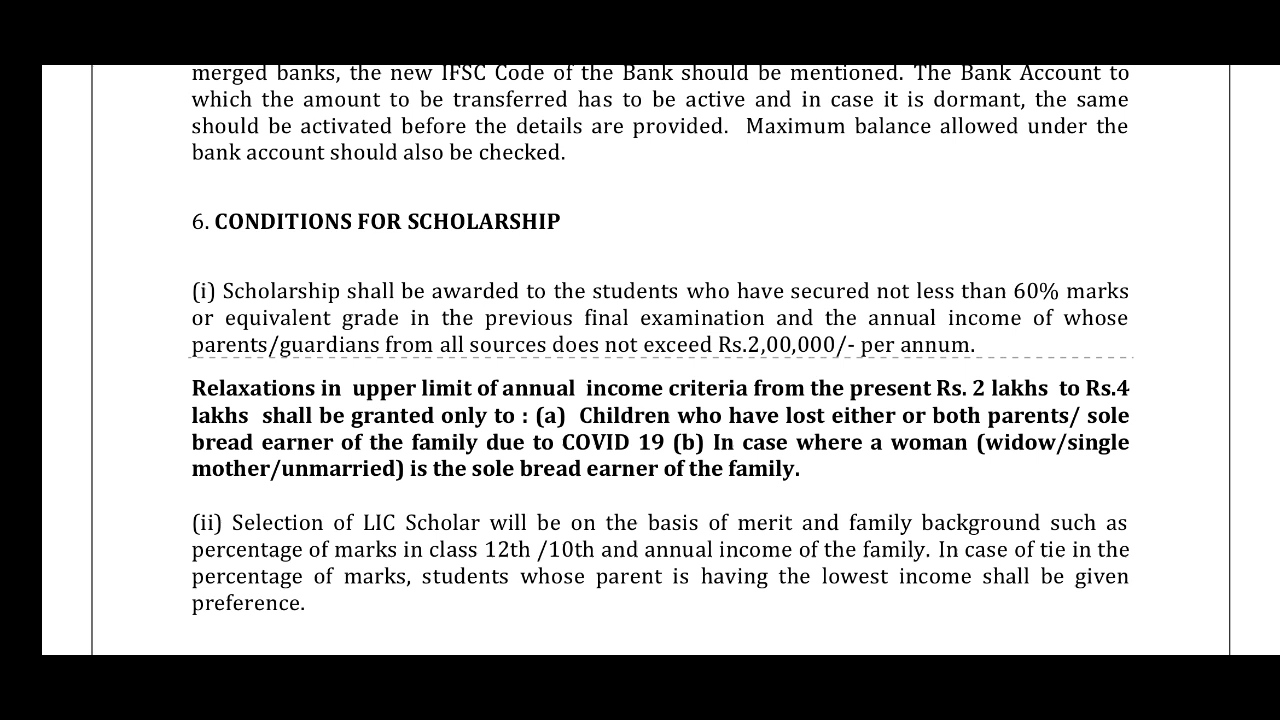 merged banks, the new IFSC Code of the Bank should be mentioned. The Bank Account to
which the amount to be transferred has to be active and in case it is dormant, the same
should be activated before the details are provided.  Maximum balance allowed under the
bank account should also be checked.
6. CONDITIONS FOR SCHOLARSHIP
(i) Scholarship shall be awarded to the students who have secured not less than 60% marks
or equivalent grade in the previous final examination and the annual income of whose
parents/guardians from all sources does not exceed Rs.2,00,000/- per annum.
Relaxations in  upper limit of annual  income criteria from the present Rs. 2 lakhs  to Rs.4
lakhs  shall be granted only to : (a)  Children who have lost either or both parents/ sole
bread earner of the family due to COVID 19 (b) In case where a woman (widow/single
mother/unmarried) is the sole bread earner of the family.
(ii) Selection of LIC Scholar will be on the basis of merit and family background such as
percentage of marks in class 12th /10th and annual income of the family. In case of tie in the
percentage of marks, students whose parent is having the lowest income shall be given
preference.